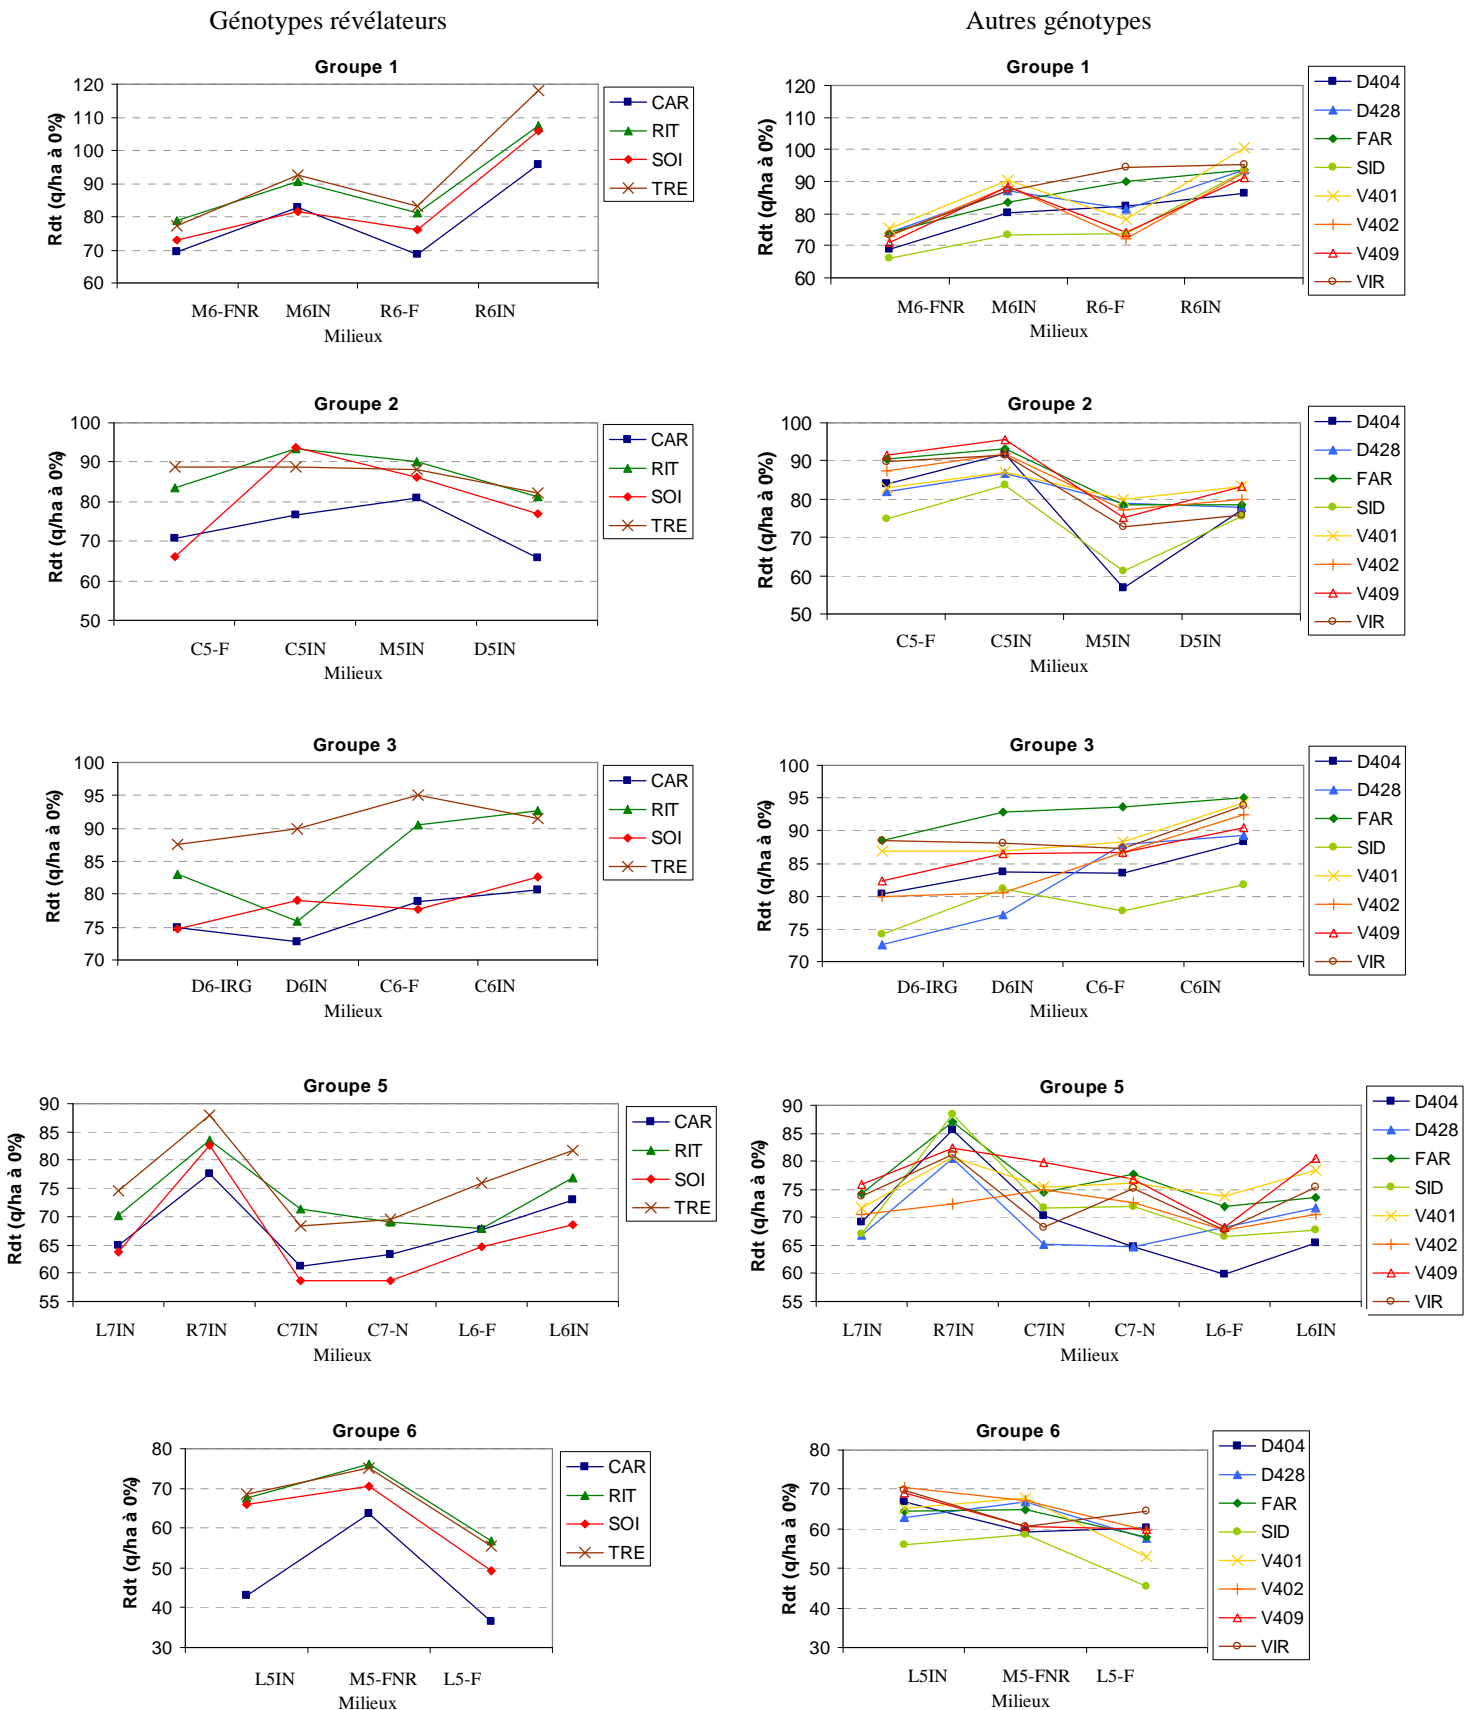 Génotypes révélateurs
Autres génotypes
Groupe 1
Rdt (q/ha à 0%)
120
110
100
90
80
70
60
M6-FNR M6IN R6-F R6IN
Milieux
CAR
RIT
SOI
TRE
Groupe 1
Rdt (q/ha à 0%)
120
110
100
90
80
70
60
M6-FNR M6IN R6-F R6IN
Milieux
D404
D428
FAR
SID
V401
V402
V409
VIR
Groupe 2
Rdt (q/ha à 0%)
100
90
80
70
60
50
C5-F C5IN M5IN D5IN
Milieux
CAR
RIT
SOI
TRE
Groupe 2
Rdt (q/ha à 0%)
100
90
80
70
60
50
C5-F C5IN M5IN D5IN
Milieux
D404
D428
FAR
SID
V401
V402
V409
VIR
Groupe 3
Rdt (q/ha à 0%)
100
95
90
85
80
75
70
D6-IRG D6IN C6-F C6IN
Milieux
CAR
RIT
SOI
TRE
Groupe 3
Rdt (q/ha à 0%)
100
95
90
85
80
75
70
D6-IRG D6IN C6-F C6IN
Milieux
D404
D428
FAR
SID
V401
V402
V409
VIR
Groupe 5
Rdt (q/ha à 0%)
90
85
80
75
70
65
60
55
L7IN R7IN C7IN C7-N L6-F L6IN
Milieux
CAR
RIT
SOI
TRE
Groupe 5
Rdt (q/ha à 0%)
90
85
80
75
70
65
60
55
L7IN R7IN C7IN C7-N L6-F L6IN
Milieux
D404
D428
FAR
SID
V401
V402
V409
VIR
Groupe 6
Rdt (q/ha à 0%)
80
70
60
50
40
30
L5IN M5-FNR L5-F
Milieux
CAR
RIT
SOI
TRE
Groupe 6
Rdt (q/ha à 0%)
80
70
60
50
40
30
L5IN M5-FNR L5-F
Milieux
D404
D428
FAR
SID
V401
V402
V409
VIR